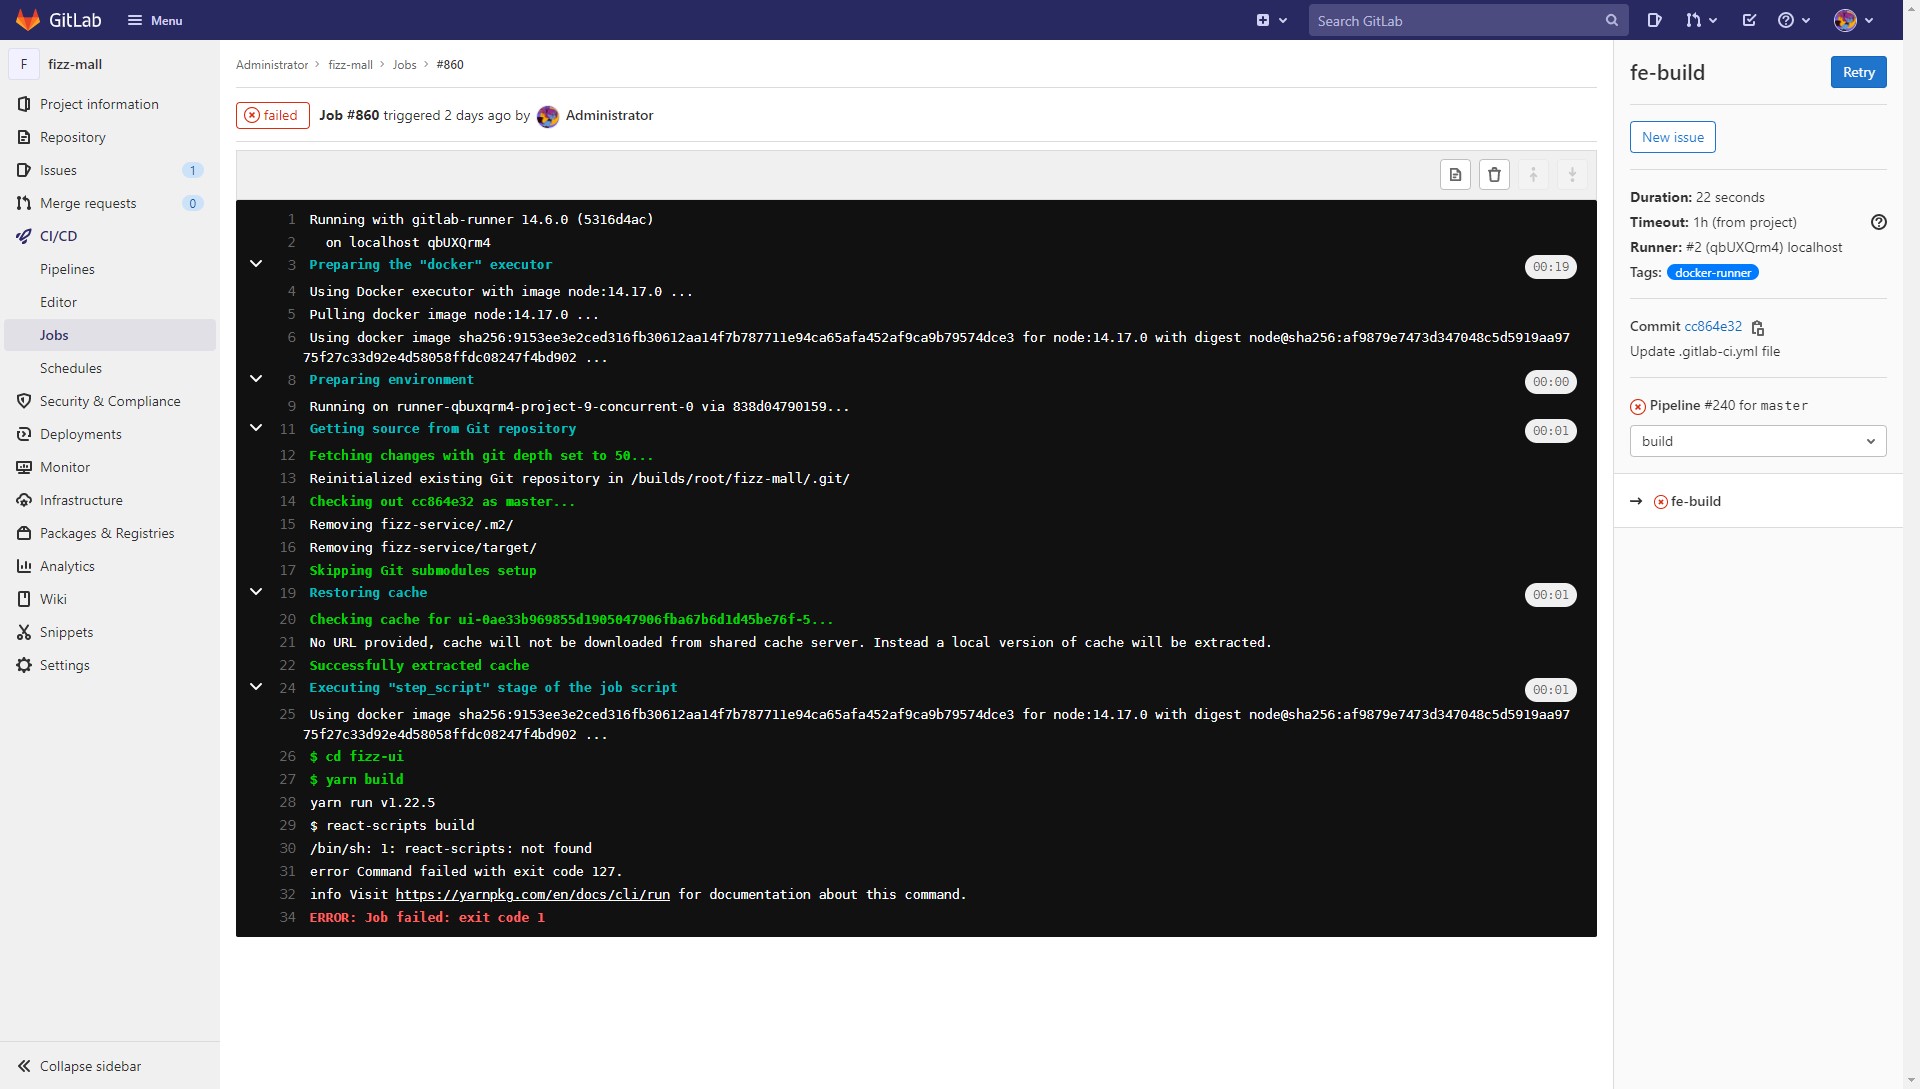 GitLab
Menu
Search GitLab
F fizz-mall
Project information
Repository
Issues 1
Merge requests 0
CI/CD
Pipelines
Editor
Jobs
Schedules
Security & Compliance
Deployments
Monitor
Infrastructure
Packages & Registries
Analytics
Wiki
Snippets
Settings
Collapse sidebar
Administrator > fizz-mall > Jobs > #860
failed Job #860 triggered 2 days ago by Administrator
1 Running with gitlab-runner 14.6.0 (5316d4ac)
2 on localhost qbUXQrm4
3 Preparing the "docker" executor 00:19
4 Using Docker executor with image node:14.17.0 ...
5 Pulling docker image node:14.17.0 ...
6 Using docker image sha256:9153ee3e2ced316fb30612aa14f7b787711e94ca65afa452af9ca9b79574dce3 for node:14.17.0 with digest node@sha256:af9879e7473d347048c5d5919aa97
75f27c33d92e4d58058ffdc08247f4bd902 ...
8 Preparing environment 00:00
9 Running on runner-qbuxqrm4-project-9-concurrent-0 via 838d04790159...
11 Getting source from Git repository 00:01
12 Fetching changes with git depth set to 50...
13 Reinitialized existing Git repository in /builds/root/fizz-mall/.git/
14 Checking out cc864e32 as master...
15 Removing fizz-service/.m2/
16 Removing fizz-service/target/
17 Skipping Git submodules setup
19 Restoring cache 00:01
20 Checking cache for ui-0ae33b969855d1905047906fba67b6d1d45be76f-5...
21 No URL provided, cache will not be downloaded from shared cache server. Instead a local version of cache will be extracted.
22 Successfully extracted cache
24 Executing "step_script" stage of the job script 00:01
25 Using docker image sha256:9153ee3e2ced316fb30612aa14f7b787711e94ca65afa452af9ca9b79574dce3 for node:14.17.0 with digest node@sha256:af9879e7473d347048c5d5919aa97
75f27c33d92e4d58058ffdc08247f4bd902 ...
26 $ cd fizz-ui
27 $ yarn build
28 yarn run v1.22.5
29 $ react-scripts build
30 /bin/sh: 1: react-scripts: not found
31 error Command failed with exit code 127.
32 info Visit https://yarnpkg.com/en/docs/cli/run for documentation about this command.
34 ERROR: Job failed: exit code 1
fe-build
Retry
New issue
Duration: 22 seconds
Timeout: 1h (from project)
Runner: #2 (qbUXQrm4) localhost
Tags: docker-runner
Commit cc864e32
Update .gitlab-ci.yml file
Pipeline #240 for master
build
→ fe-build